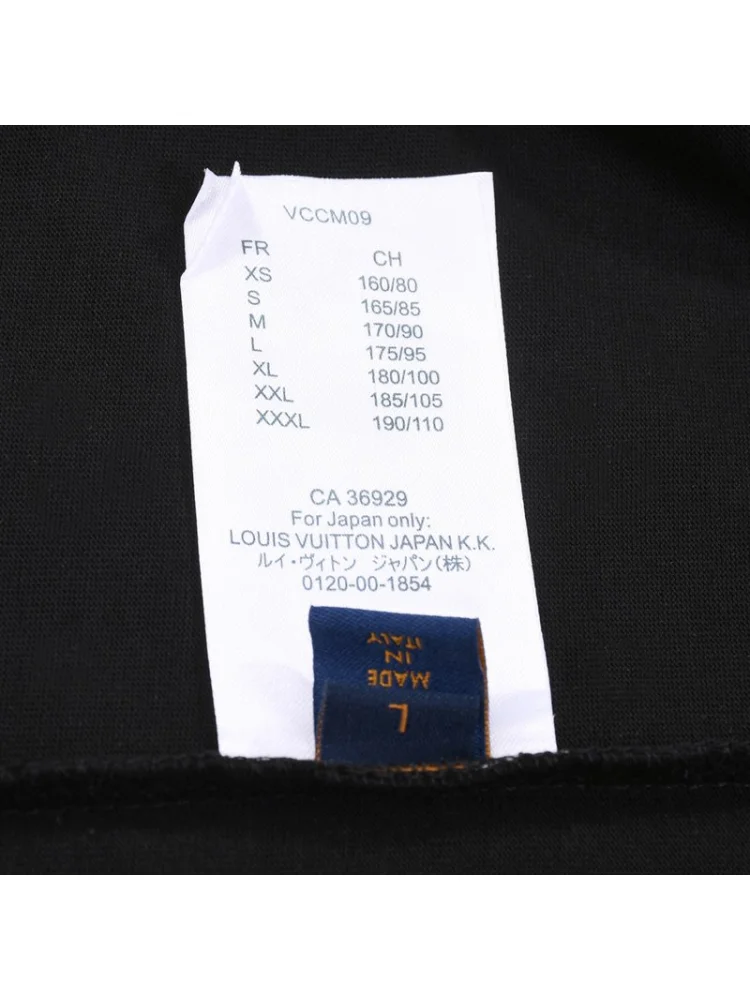 VCCM09
FR CH
XS 160/80
S 165/85
M 170/90
L 175/95
XL 180/100
XXL 185/105
XXXL 190/110
CA 36929
For Japan only:
LOUIS VUITTON JAPAN K.K.
ルイ・ヴィトン ジャパン(株)
0120-00-1854
MADE
IN
ITALY
L